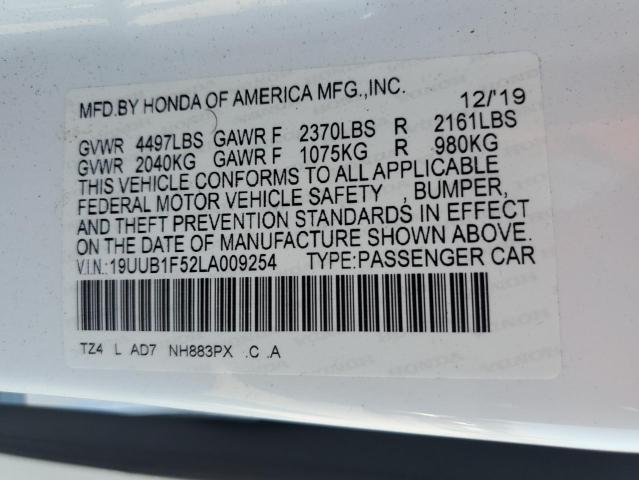 MFD.BY HONDA OF AMERICA MFG.,INC. 12/'19
GVWR 4497LBS GAWR F 2370LBS R 2161LBS
GVWR 2040KG GAWR F 1075KG R 980KG
THIS VEHICLE CONFORMS TO ALL APPLICABLE
FEDERAL MOTOR VEHICLE SAFETY , BUMPER,
AND THEFT PREVENTION STANDARDS IN EFFECT
ON THE DATE OF MANUFACTURE SHOWN ABOVE.
V.I.N.:19UUB1F52LA009254 TYPE:PASSENGER CAR
TZ4 L AD7 NH883PX .C .A